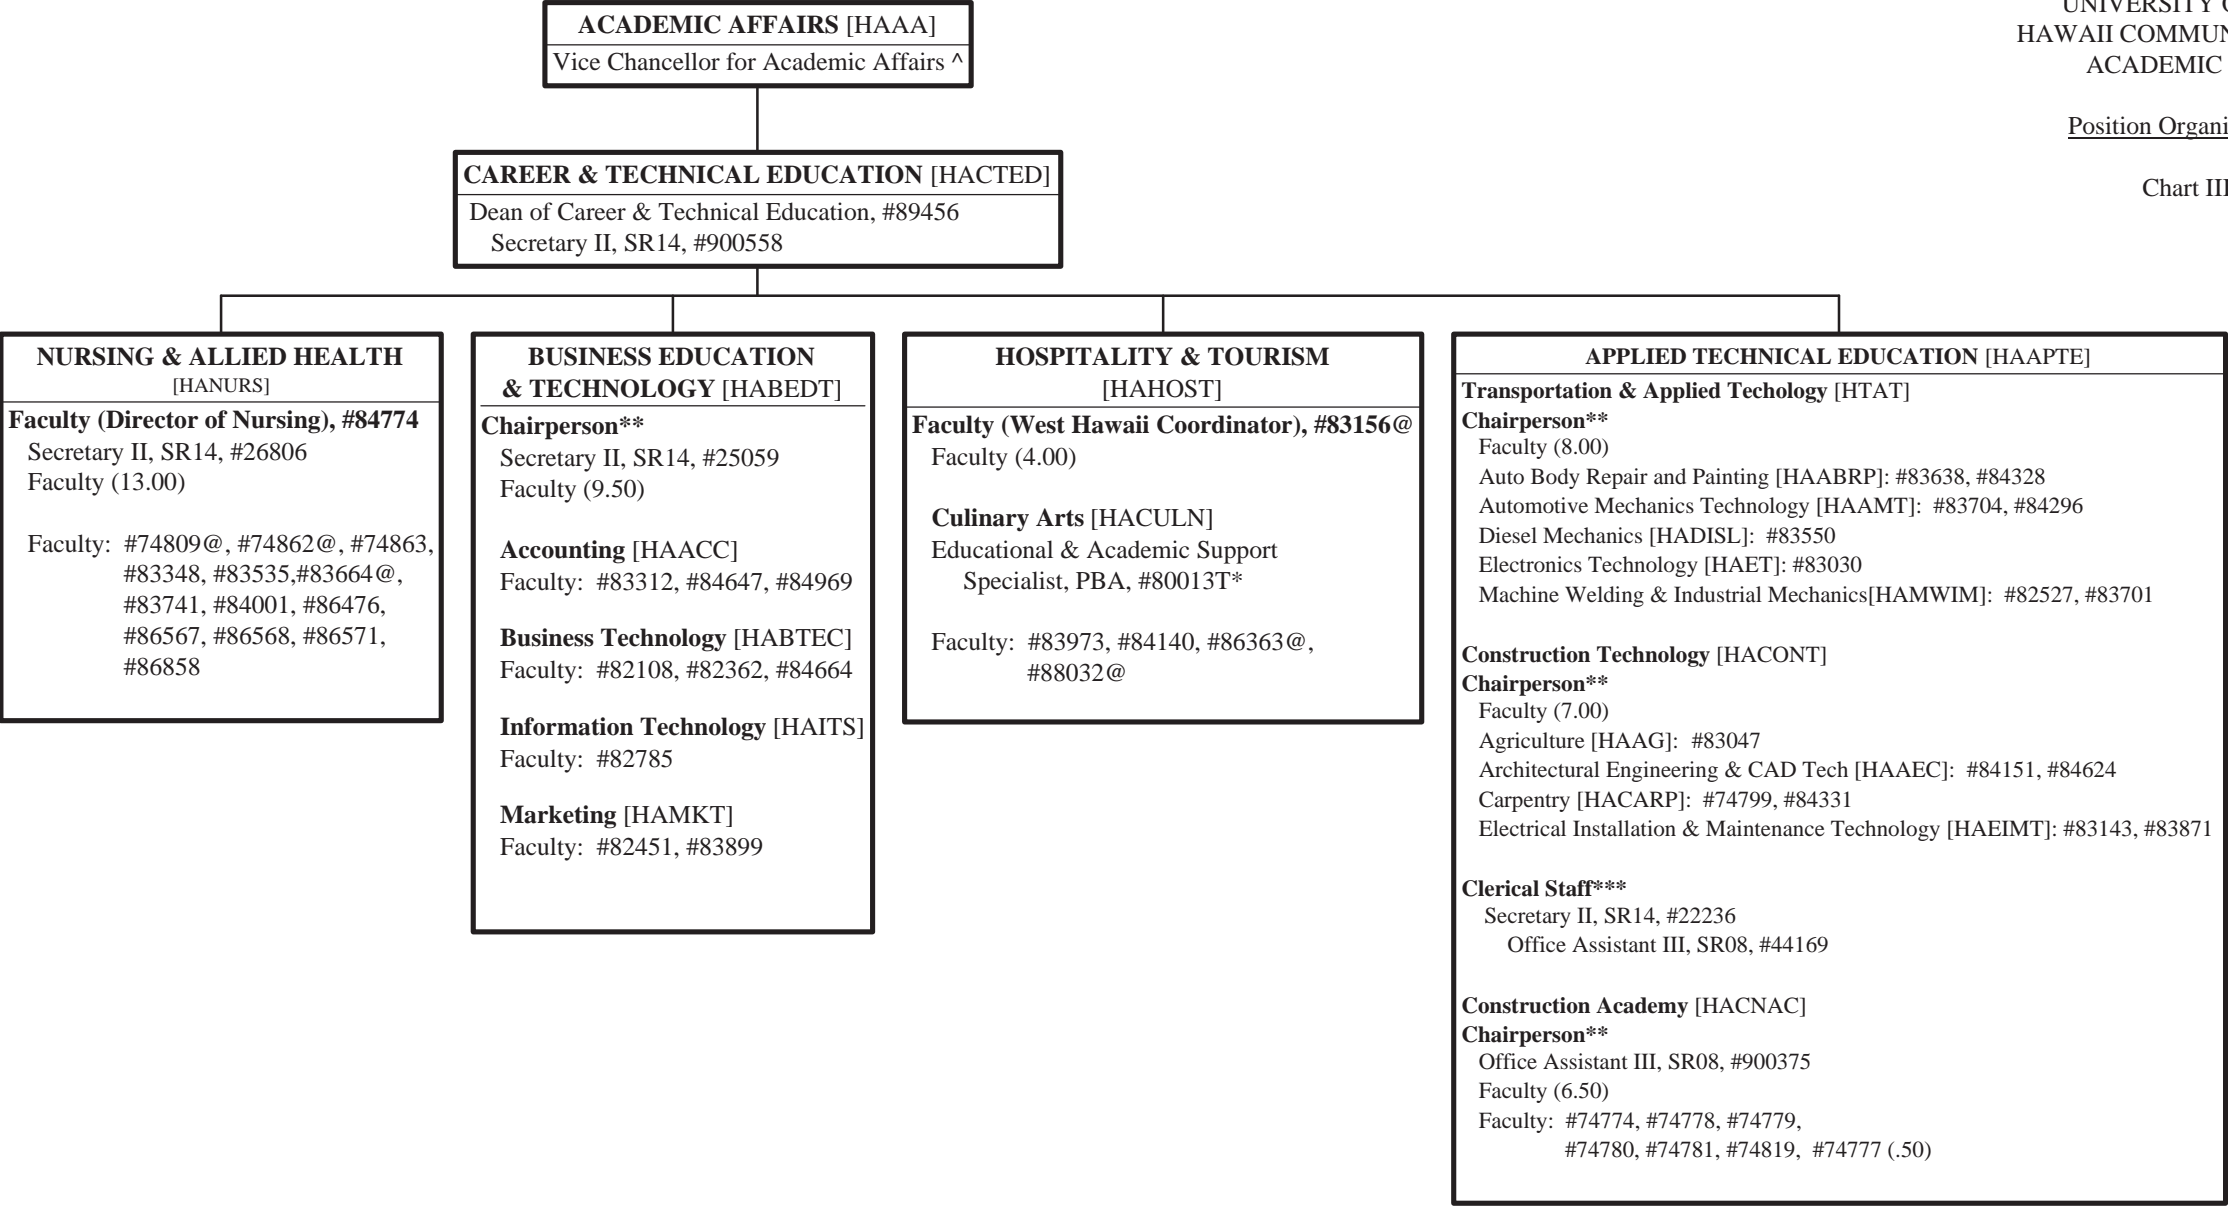 UNIVERSITY
HAWAII
ACADEMIC
Position
Chart III
ACADEMIC AFFAIRS [HAAA]
Vice Chancellor for Academic Affairs ^
CAREER & TECHNICAL EDUCATION [HACTED]
Dean of Career & Technical Education, #89456
Secretary II, SR14, #900558
NURSING & ALLIED HEALTH
[HANURS]
Faculty (Director of Nursing), #84774
Secretary II, SR14, #26806
Faculty (13.00)
Faculty: #74809@, #74862@, #74863,
#83348, #83535,#83664@,
#83741, #84001, #86476,
#86567, #86568, #86571,
#86858
BUSINESS EDUCATION
& TECHNOLOGY [HABEDT]
Chairperson**
Secretary II, SR14, #25059
Faculty (9.50)
Accounting [HAACC]
Faculty: #83312, #84647, #84969
Business Technology [HABTEC]
Faculty: #82108, #82362, #84664
Information Technology [HAITS]
Faculty: #82785
Marketing [HAMKT]
Faculty: #82451, #83899
HOSPITALITY & TOURISM
[HAHOST]
Faculty (West Hawaii Coordinator), #83156@
Faculty (4.00)
Culinary Arts [HACULN]
Educational & Academic Support
Specialist, PBA, #80013T*
Faculty: #83973, #84140, #86363@,
#88032@
APPLIED TECHNICAL EDUCATION [HAAPTE]
Transportation & Applied Techology [HTAT]
Chairperson**
Faculty (8.00)
Auto Body Repair and Painting [HAABRP]: #83638, #84328
Automotive Mechanics Technology [HAAMT]: #83704, #84296
Diesel Mechanics [HADISL]: #83550
Electronics Technology [HAET]: #83030
Machine Welding & Industrial Mechanics[HAMWIM]: #82527, #83701
Construction Technology [HACONT]
Chairperson**
Faculty (7.00)
Agriculture [HAAG]: #83047
Architectural Engineering & CAD Tech [HAAEC]: #84151, #84624
Carpentry [HACARP]: #74799, #84331
Electrical Installation & Maintenance Technology [HAEIMT]: #83143, #83871
Clerical Staff***
Secretary II, SR14, #22236
Office Assistant III, SR08, #44169
Construction Academy [HACNAC]
Chairperson**
Office Assistant III, SR08, #900375
Faculty (6.50)
Faculty: #74774, #74778, #74779,
#74780, #74781, #74819, #74777 (.50)